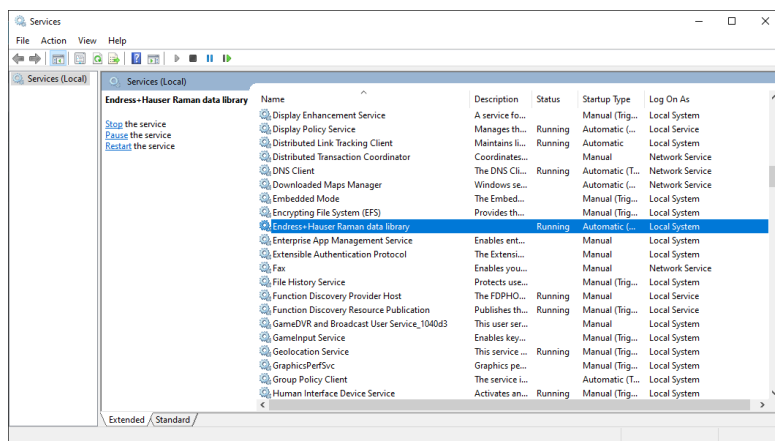 Services
File Action View Help
Services (Local)
Services (Local)
Endress+Hauser Raman data library
Stop the service
Pause the service
Restart the service
Name Description Status Startup Type Log On As
Display Enhancement Service A service fo... Manual (Trig... Local System
Display Policy Service Manages th... Running Automatic (... Local Service
Distributed Link Tracking Client Maintains li... Running Automatic Local System
Distributed Transaction Coordinator Coordinates... Manual Network Service
DNS Client The DNS Cli... Running Automatic (T... Network Service
Downloaded Maps Manager Windows se... Automatic (... Network Service
Embedded Mode The Embed... Manual (Trig... Local System
Encrypting File System (EFS) Provides th... Manual (Trig... Local System
Endress+Hauser Raman data library Running Automatic (... Local System
Enterprise App Management Service Enables ent... Manual Local System
Extensible Authentication Protocol The Extensi... Manual Local System
Fax Enables you... Manual Network Service
File History Service Protects use... Manual (Trig... Local System
Function Discovery Provider Host The FDPHO... Running Manual Local Service
Function Discovery Resource Publication Publishes th... Running Manual (Trig... Local Service
GameDVR and Broadcast User Service_1040d3 This user ser... Manual Local System
GameInput Service Enables key... Manual (Trig... Local System
Geolocation Service This service ... Running Manual (Trig... Local System
GraphicsPerfSvc Graphics pe... Manual (Trig... Local System
Group Policy Client The service i... Automatic (T... Local System
Human Interface Device Service Activates an... Running Manual (Trig... Local System
Extended Standard